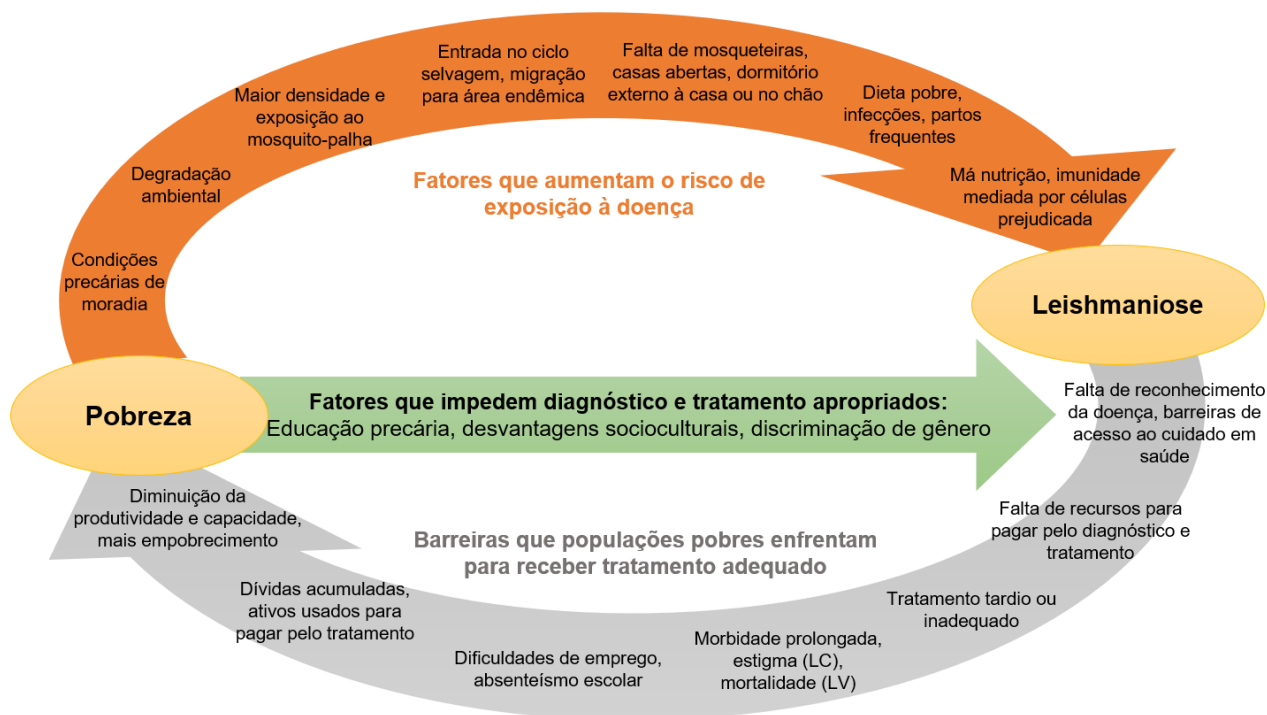 Entrada no ciclo
selvagem, migração
para área endêmica
Falta de mosqueteiras,
casas abertas, dormitório
externo à casa ou no chão
Maior densidade e
exposição ao
mosquito-palha
Dieta pobre,
infecções, partos
frequentes
Degradação
ambiental
Má nutrição, imunidade
mediada por células
prejudicada
Fatores que aumentam o risco de
exposição à doença
Condições
precárias de
moradia
Leishmaniose
Pobreza
Fatores que impedem diagnóstico e tratamento apropriados:
Educação precária, desvantagens socioculturais, discriminação de gênero
Falta de reconhecimento
da doença, barreiras de
acesso ao cuidado em
saúde
Falta de recursos para
pagar pelo diagnóstico e
tratamento
Barreiras que populações pobres enfrentam
para receber tratamento adequado
Tratamento tardio ou
inadequado
Morbidade prolongada,
estigma (LC),
mortalidade (LV)
Dificuldades de emprego,
absenteísmo escolar
Dívidas acumuladas,
ativos usados para
pagar pelo tratamento
Diminuição da
produtividade e capacidade,
mais empobrecimento